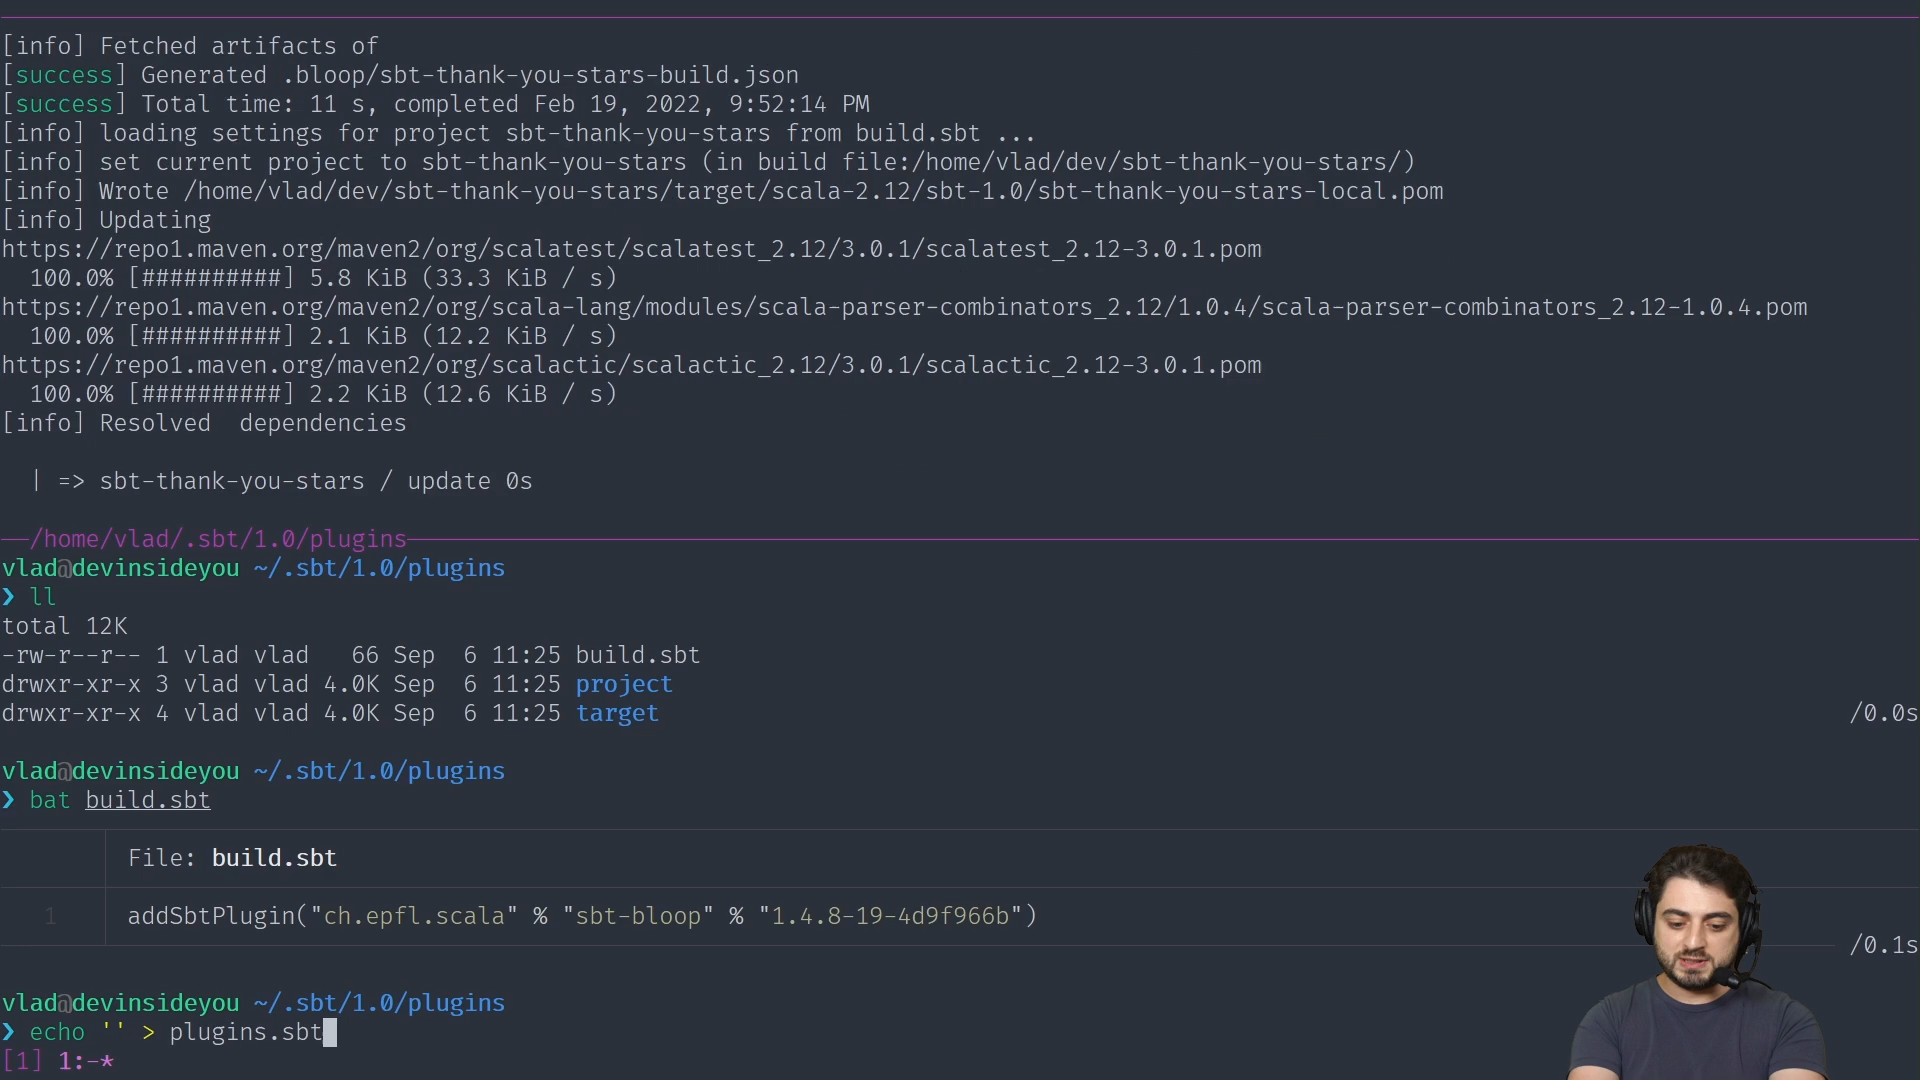 [info] Fetched artifacts of
[success] Generated .bloop/sbt-thank-you-stars-build.json
[success] Total time: 11 s, completed Feb 19, 2022, 9:52:14 PM
[info] loading settings for project sbt-thank-you-stars from build.sbt ...
[info] set current project to sbt-thank-you-stars (in build file:/home/vlad/dev/sbt-thank-you-stars/)
[info] Wrote /home/vlad/dev/sbt-thank-you-stars/target/scala-2.12/sbt-1.0/sbt-thank-you-stars-local.pom
[info] Updating
https://repo1.maven.org/maven2/org/scalatest/scalatest_2.12/3.0.1/scalatest_2.12-3.0.1.pom
  100.0% [##########] 5.8 KiB (33.3 KiB / s)
https://repo1.maven.org/maven2/org/scala-lang/modules/scala-parser-combinators_2.12/1.0.4/scala-parser-combinators_2.12-1.0.4.pom
  100.0% [##########] 2.1 KiB (12.2 KiB / s)
https://repo1.maven.org/maven2/org/scalactic/scalactic_2.12/3.0.1/scalactic_2.12-3.0.1.pom
  100.0% [##########] 2.2 KiB (12.6 KiB / s)
[info] Resolved  dependencies
  | => sbt-thank-you-stars / update 0s
/home/vlad/.sbt/1.0/plugins
vlad@devinsideyou ~/.sbt/1.0/plugins
❯ ll
total 12K
-rw-r--r-- 1 vlad vlad   66 Sep  6 11:25 build.sbt
drwxr-xr-x 3 vlad vlad 4.0K Sep  6 11:25 project
drwxr-xr-x 4 vlad vlad 4.0K Sep  6 11:25 target /0.0s
vlad@devinsideyou ~/.sbt/1.0/plugins
❯ bat build.sbt
File: build.sbt
1 addSbtPlugin("ch.epfl.scala" % "sbt-bloop" % "1.4.8-19-4d9f966b")
/0.1s
vlad@devinsideyou ~/.sbt/1.0/plugins
❯ echo '' > plugins.sbt
[1] 1:-*